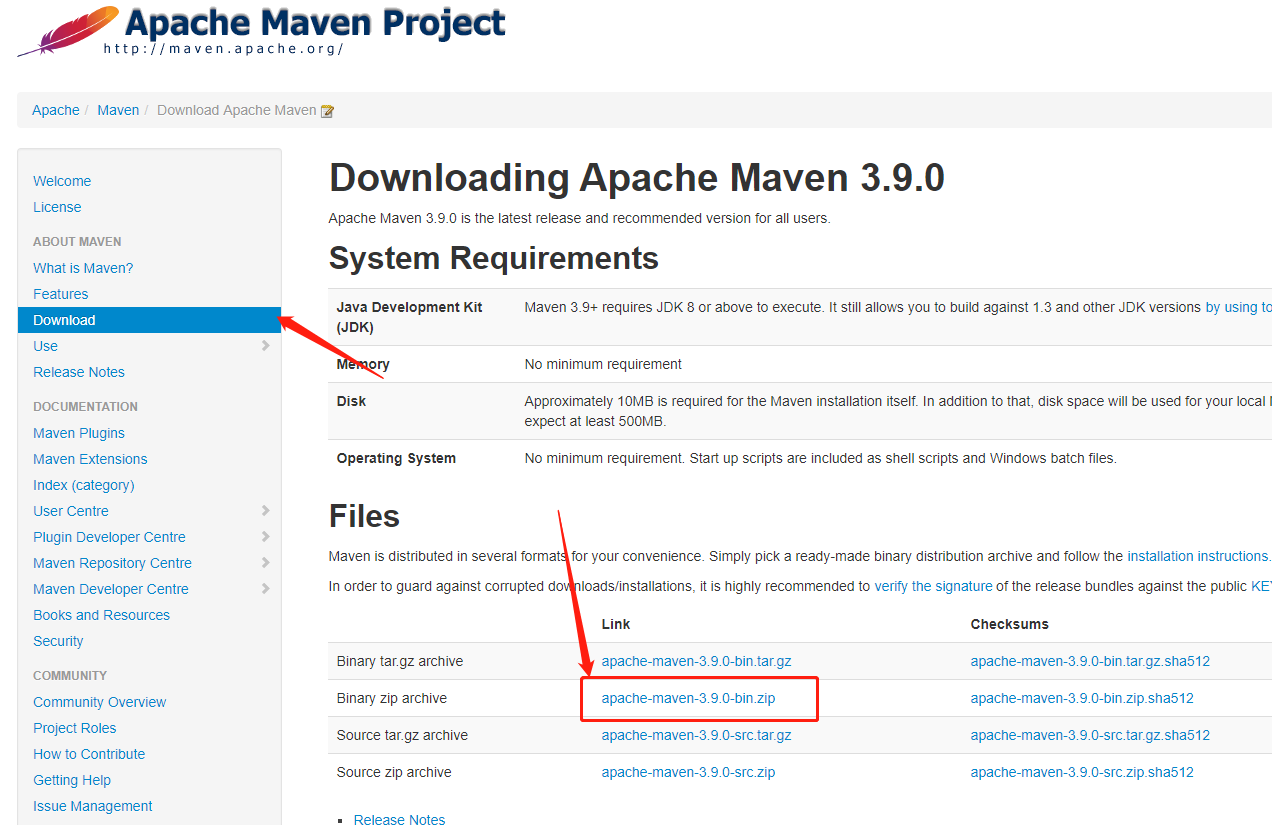 Apache Maven Project
http://maven.apache.org/
Apache / Maven / Download Apache Maven
Welcome
License
ABOUT MAVEN
What is Maven?
Features
Download
Use
Release Notes
DOCUMENTATION
Maven Plugins
Maven Extensions
Index (category)
User Centre
Plugin Developer Centre
Maven Repository Centre
Maven Developer Centre
Books and Resources
Security
COMMUNITY
Community Overview
Project Roles
How to Contribute
Getting Help
Issue Management
Downloading Apache Maven 3.9.0
Apache Maven 3.9.0 is the latest release and recommended version for all users.
System Requirements
Java Development Kit (JDK) Maven 3.9+ requires JDK 8 or above to execute. It still allows you to build against 1.3 and other JDK versions by using to
Memory No minimum requirement
Disk Approximately 10MB is required for the Maven installation itself. In addition to that, disk space will be used for your local
expect at least 500MB.
Operating System No minimum requirement. Start up scripts are included as shell scripts and Windows batch files.
Files
Maven is distributed in several formats for your convenience. Simply pick a ready-made binary distribution archive and follow the installation instructions.
In order to guard against corrupted downloads/installations, it is highly recommended to verify the signature of the release bundles against the public KE
Link Checksums
Binary tar.gz archive apache-maven-3.9.0-bin.tar.gz apache-maven-3.9.0-bin.tar.gz.sha512
Binary zip archive apache-maven-3.9.0-bin.zip apache-maven-3.9.0-bin.zip.sha512
Source tar.gz archive apache-maven-3.9.0-src.tar.gz apache-maven-3.9.0-src.tar.gz.sha512
Source zip archive apache-maven-3.9.0-src.zip apache-maven-3.9.0-src.zip.sha512
Release Notes